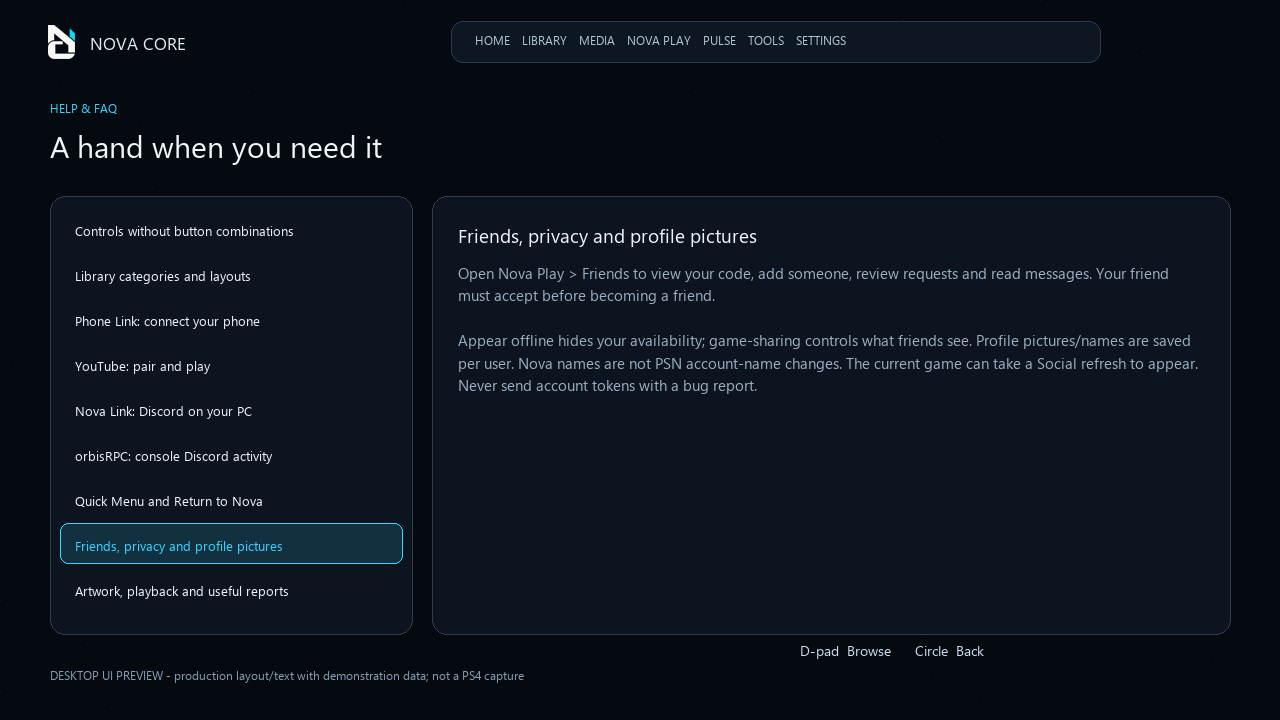 NOVA CORE
HOME LIBRARY MEDIA NOVA PLAY PULSE TOOLS SETTINGS
HELP & FAQ
A hand when you need it
Controls without button combinations
Library categories and layouts
Phone Link: connect your phone
YouTube: pair and play
Nova Link: Discord on your PC
orbisRPC: console Discord activity
Quick Menu and Return to Nova
Friends, privacy and profile pictures
Artwork, playback and useful reports
Friends, privacy and profile pictures
Open Nova Play > Friends to view your code, add someone, review requests and read messages. Your friend
must accept before becoming a friend.
Appear offline hides your availability; game-sharing controls what friends see. Profile pictures/names are saved
per user. Nova names are not PSN account-name changes. The current game can take a Social refresh to appear.
Never send account tokens with a bug report.
D-pad Browse Circle Back
DESKTOP UI PREVIEW - production layout/text with demonstration data; not a PS4 capture